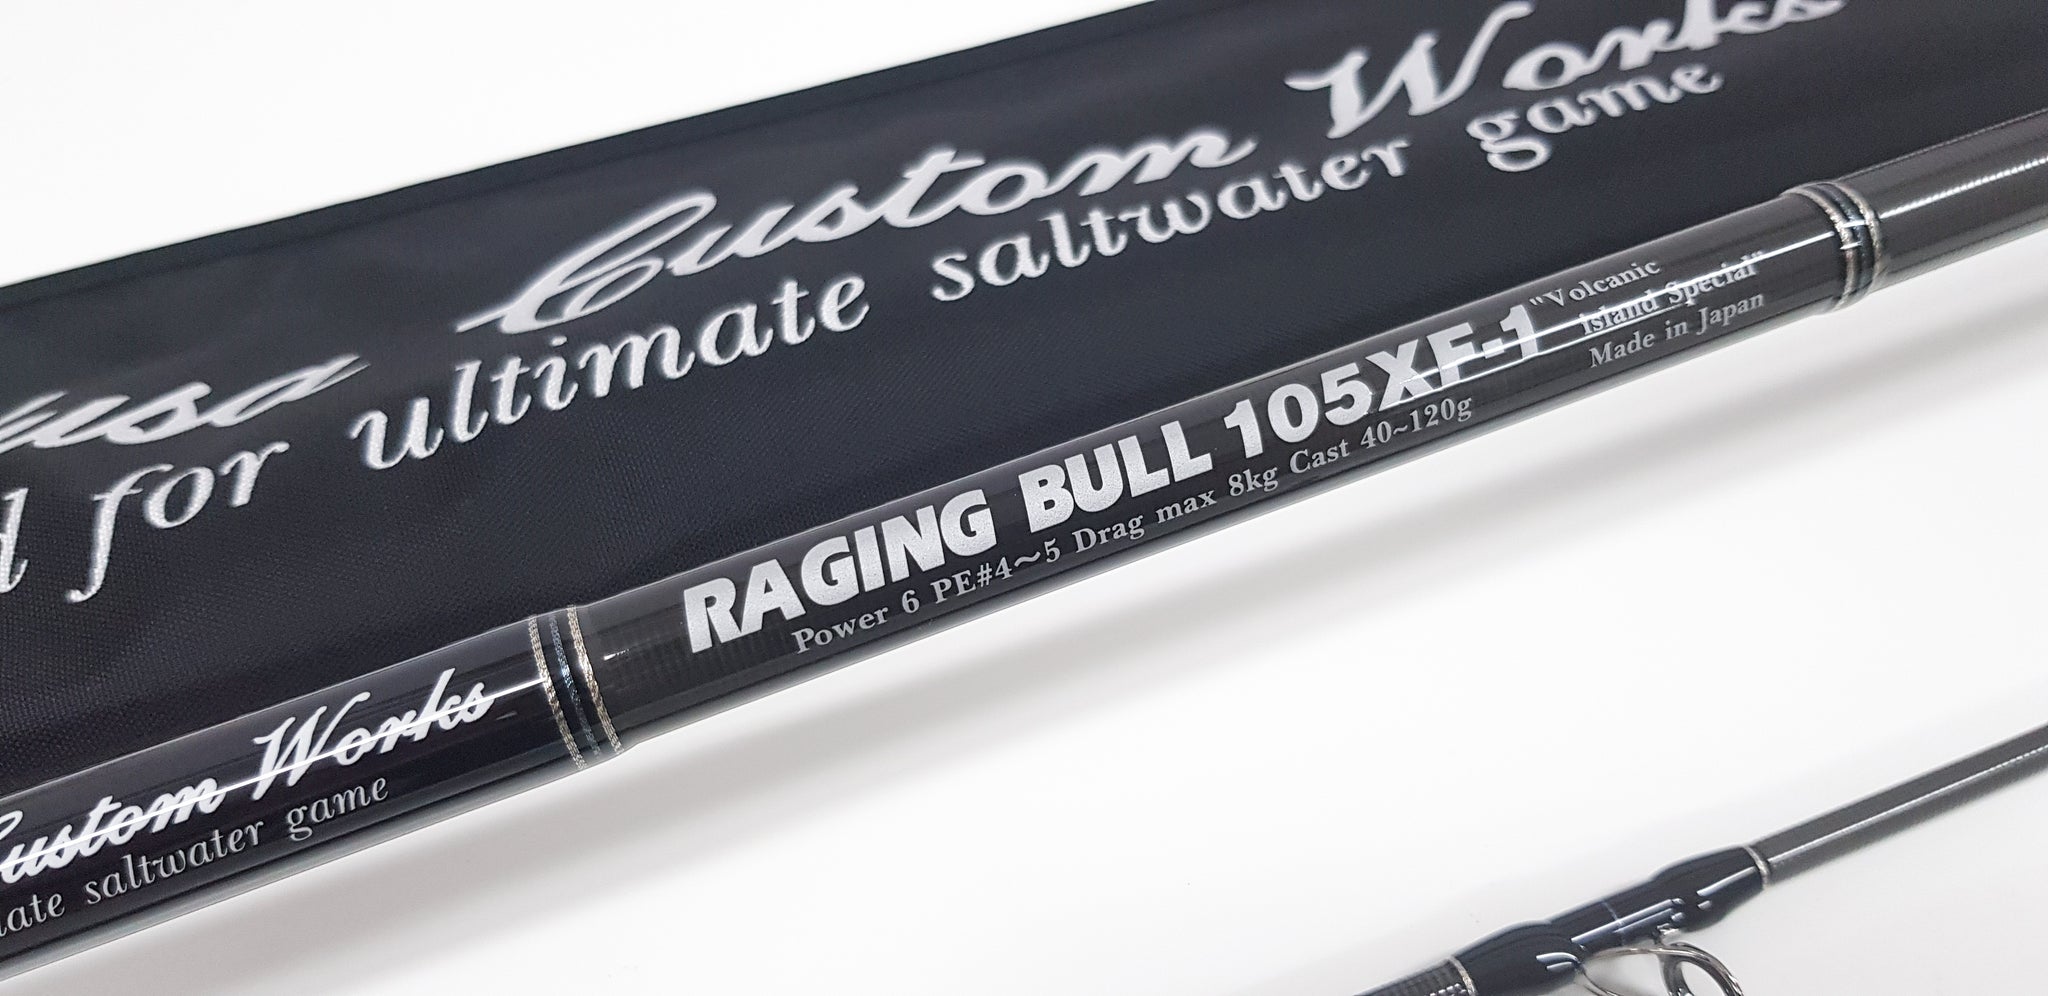 Custom Works
for ultimate saltwater game
RAGING BULL 105XF-1 "Volcanic
Island Special"
Made in Japan
Power 6 PE#4~5 Drag max 8kg Cast 40~120g
Custom Works
saltwater game